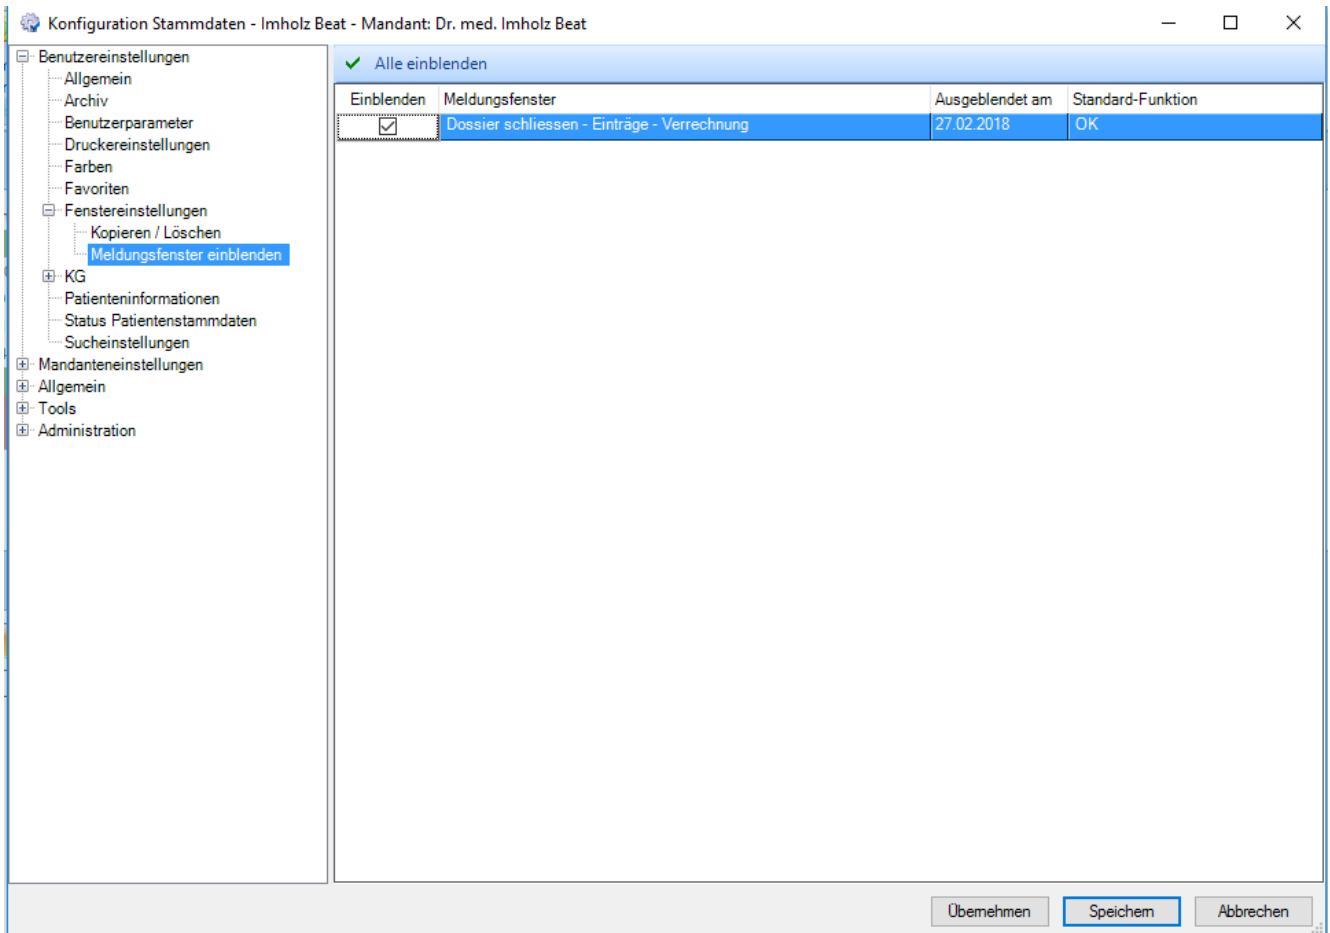 Konfiguration Stammdaten - Imholz Beat - Mandant: Dr. med. Imholz Beat
Benutzereinstellungen
Allgemein
Archiv
Benutzerparameter
Druckereinstellungen
Farben
Favoriten
Fenstereinstellungen
Kopieren / Löschen
Meldungsfenster einblenden
KG
Patienteninformationen
Status Patientenstammdaten
Sucheinstellungen
Mandanteneinstellungen
Allgemein
Tools
Administration
Alle einblenden
Einblenden Meldungsfenster Ausgeblendet am Standard-Funktion
Dossier schliessen - Einträge - Verrechnung 27.02.2018 OK
Übernehmen Speichern Abbrechen